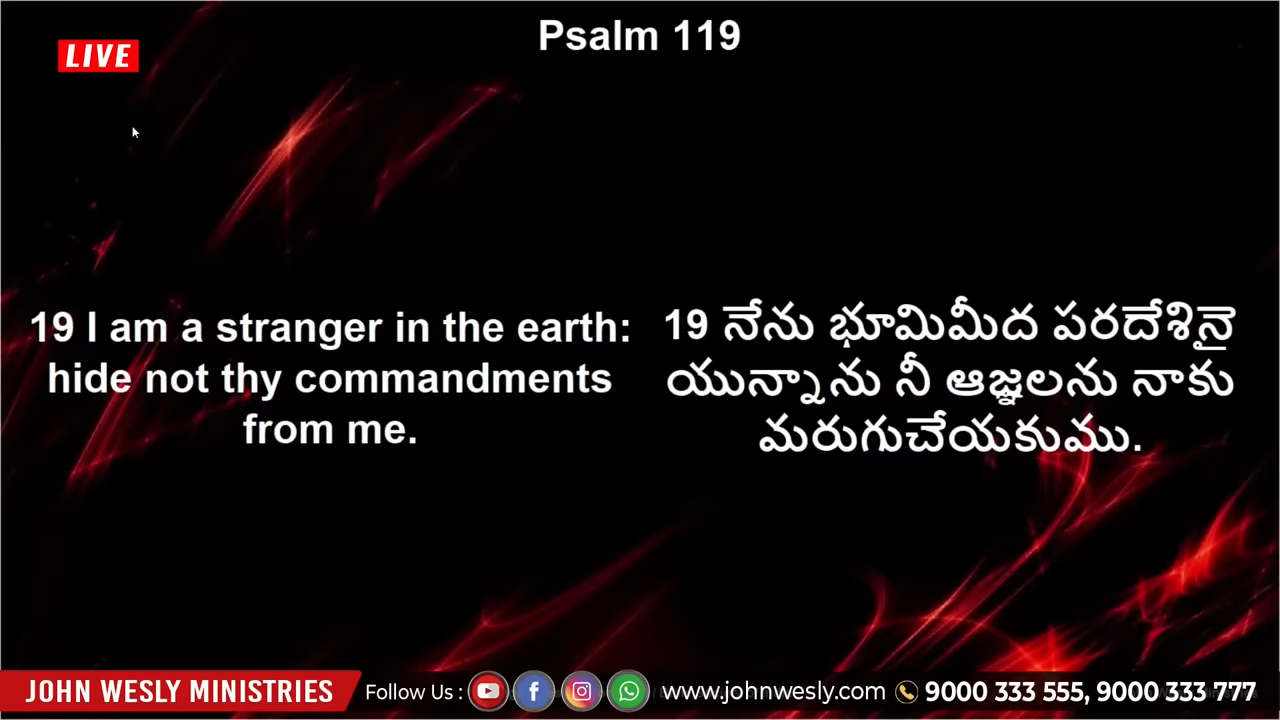 Psalm 119
LIVE
19 I am a stranger in the earth:
hide not thy commandments
from me.
19 నేను భూమిమీద పరదేశినై
యున్నాను నీ ఆజ్ఞలను నాకు
మరుగుచేయకుము.
JOHN WESLY MINISTRIES
Follow Us :
www.johnwesly.com
9000 333 555, 9000 333 777